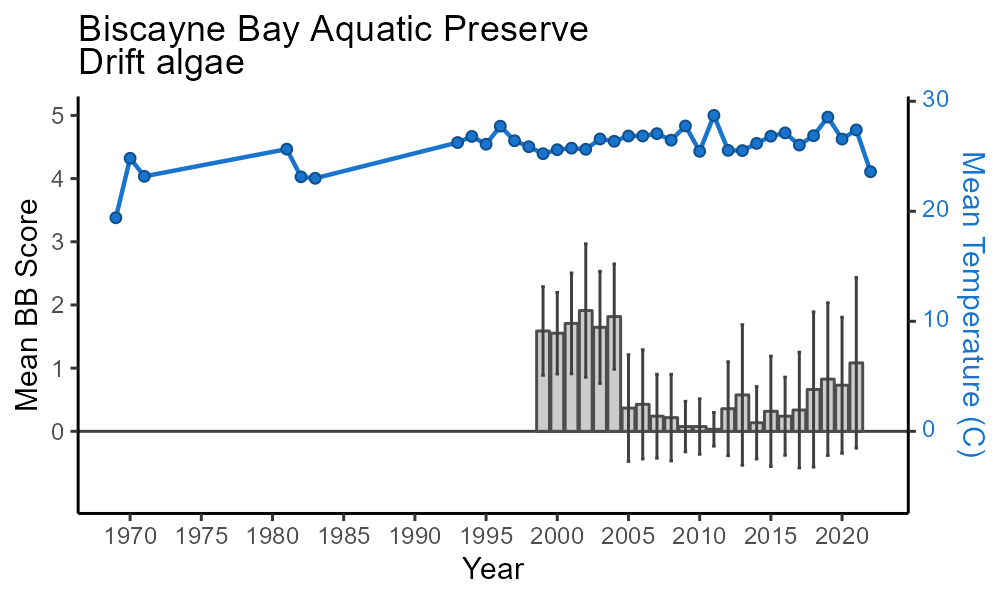 Biscayne Bay Aquatic Preserve
Drift algae
Mean BB Score
5
4
3
2
1
0
30
20
10
0
Mean Temperature (C)
1970 1975 1980 1985 1990 1995 2000 2005 2010 2015 2020
Year